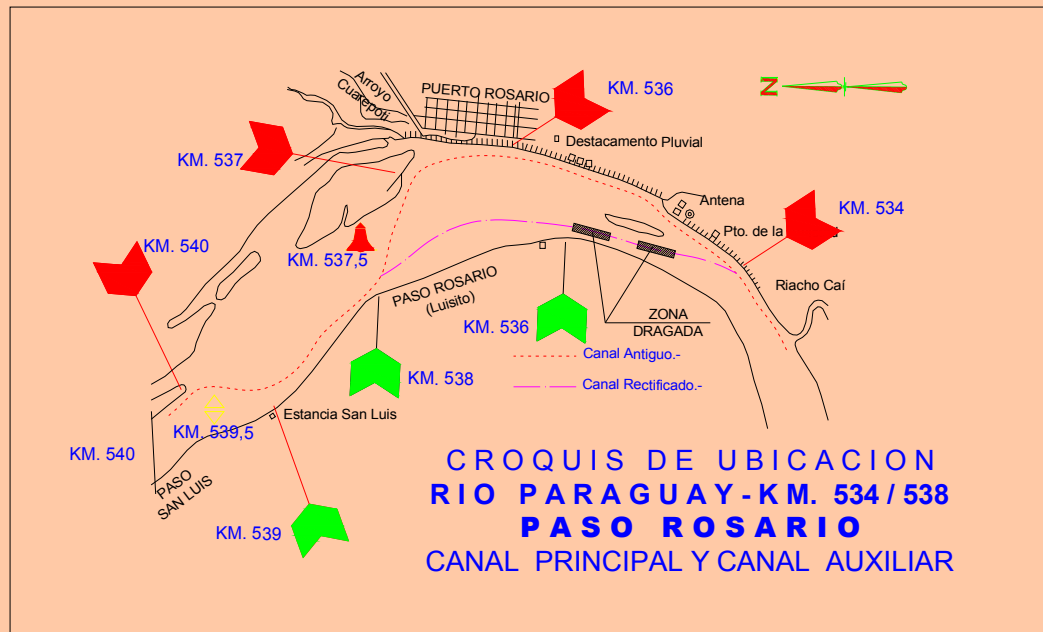 Arroyo
Cuarepoti
PUERTO ROSARIO
KM. 536
N
Destacamento Pluvial
KM. 537
Antena
KM. 534
Pto. de la
KM. 540
KM. 537,5
PASO ROSARIO
(Luisito)
Riacho Caí
KM. 536
ZONA
DRAGADA
Canal Antiguo.-
KM. 538
Canal Rectificado.-
Estancia San Luis
KM. 539,5
KM. 540
PASO
SAN LUIS
KM. 539
CROQUIS DE UBICACION
RIO PARAGUAY - KM. 534 / 538
PASO ROSARIO
CANAL PRINCIPAL Y CANAL AUXILIAR